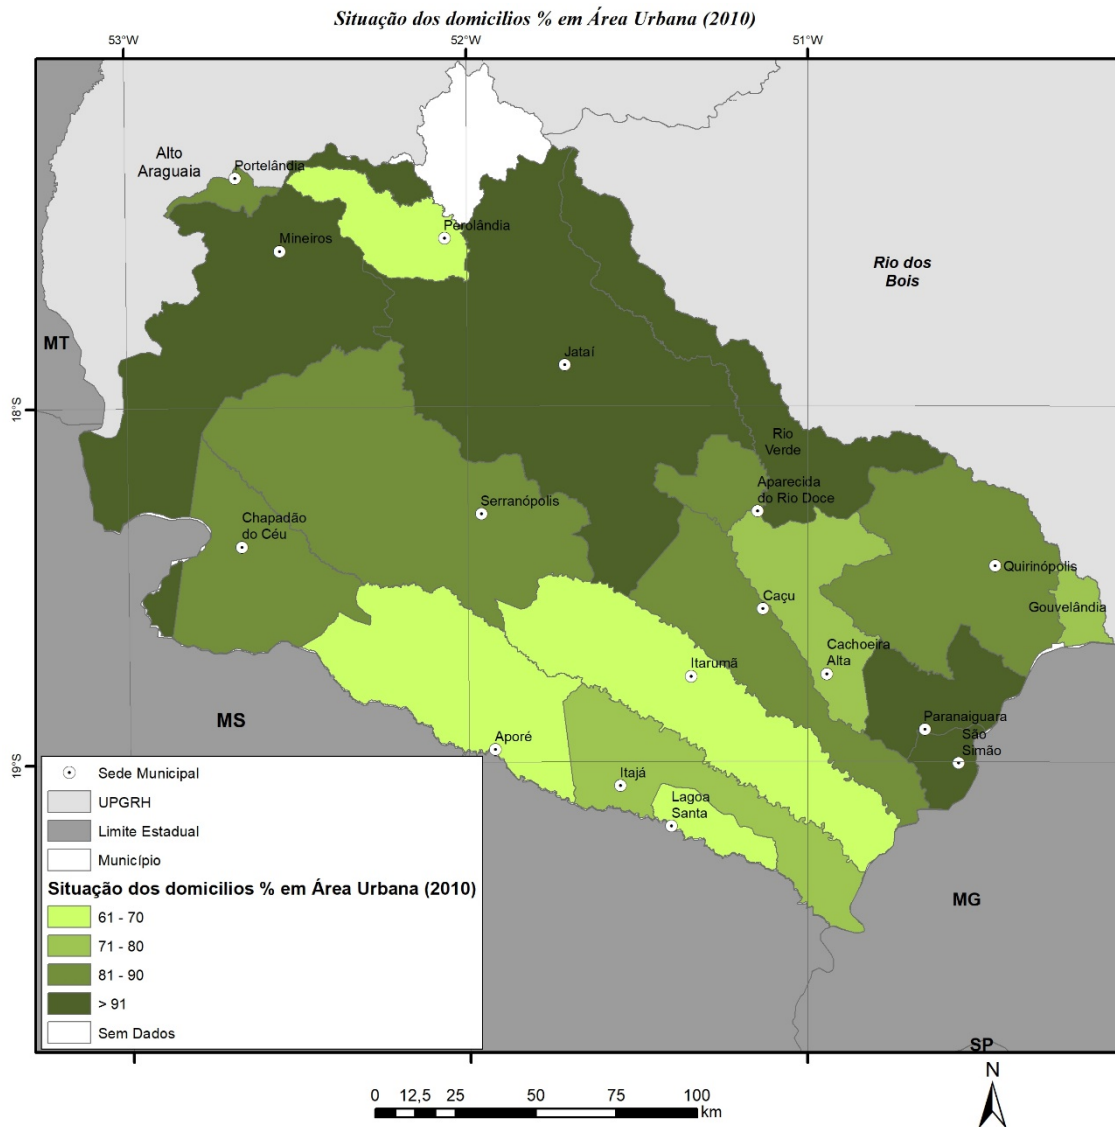 Situação dos domicilios % em Área Urbana (2010)
53°W
52°W
51°W
Alto
Araguaia
Portelândia
Mineiros
Perolândia
Rio dos
Bois
MT
Jataí
18°S
Rio
Verde
Aparecida
do Rio Doce
Serranópolis
Chapadão
do Céu
Quirinópolis
Caçu
Gouvelândia
Cachoeira
Alta
Itarumã
MS
Paranaiguara
São
Simão
Aporé
19°S
Itajá
Lagoa
Santa
MG
SP
Sede Municipal
UPGRH
Limite Estadual
Município
Situação dos domicilios % em Área Urbana (2010)
61 - 70
71 - 80
81 - 90
> 91
Sem Dados
N
0 12,5 25 50 75 100
km